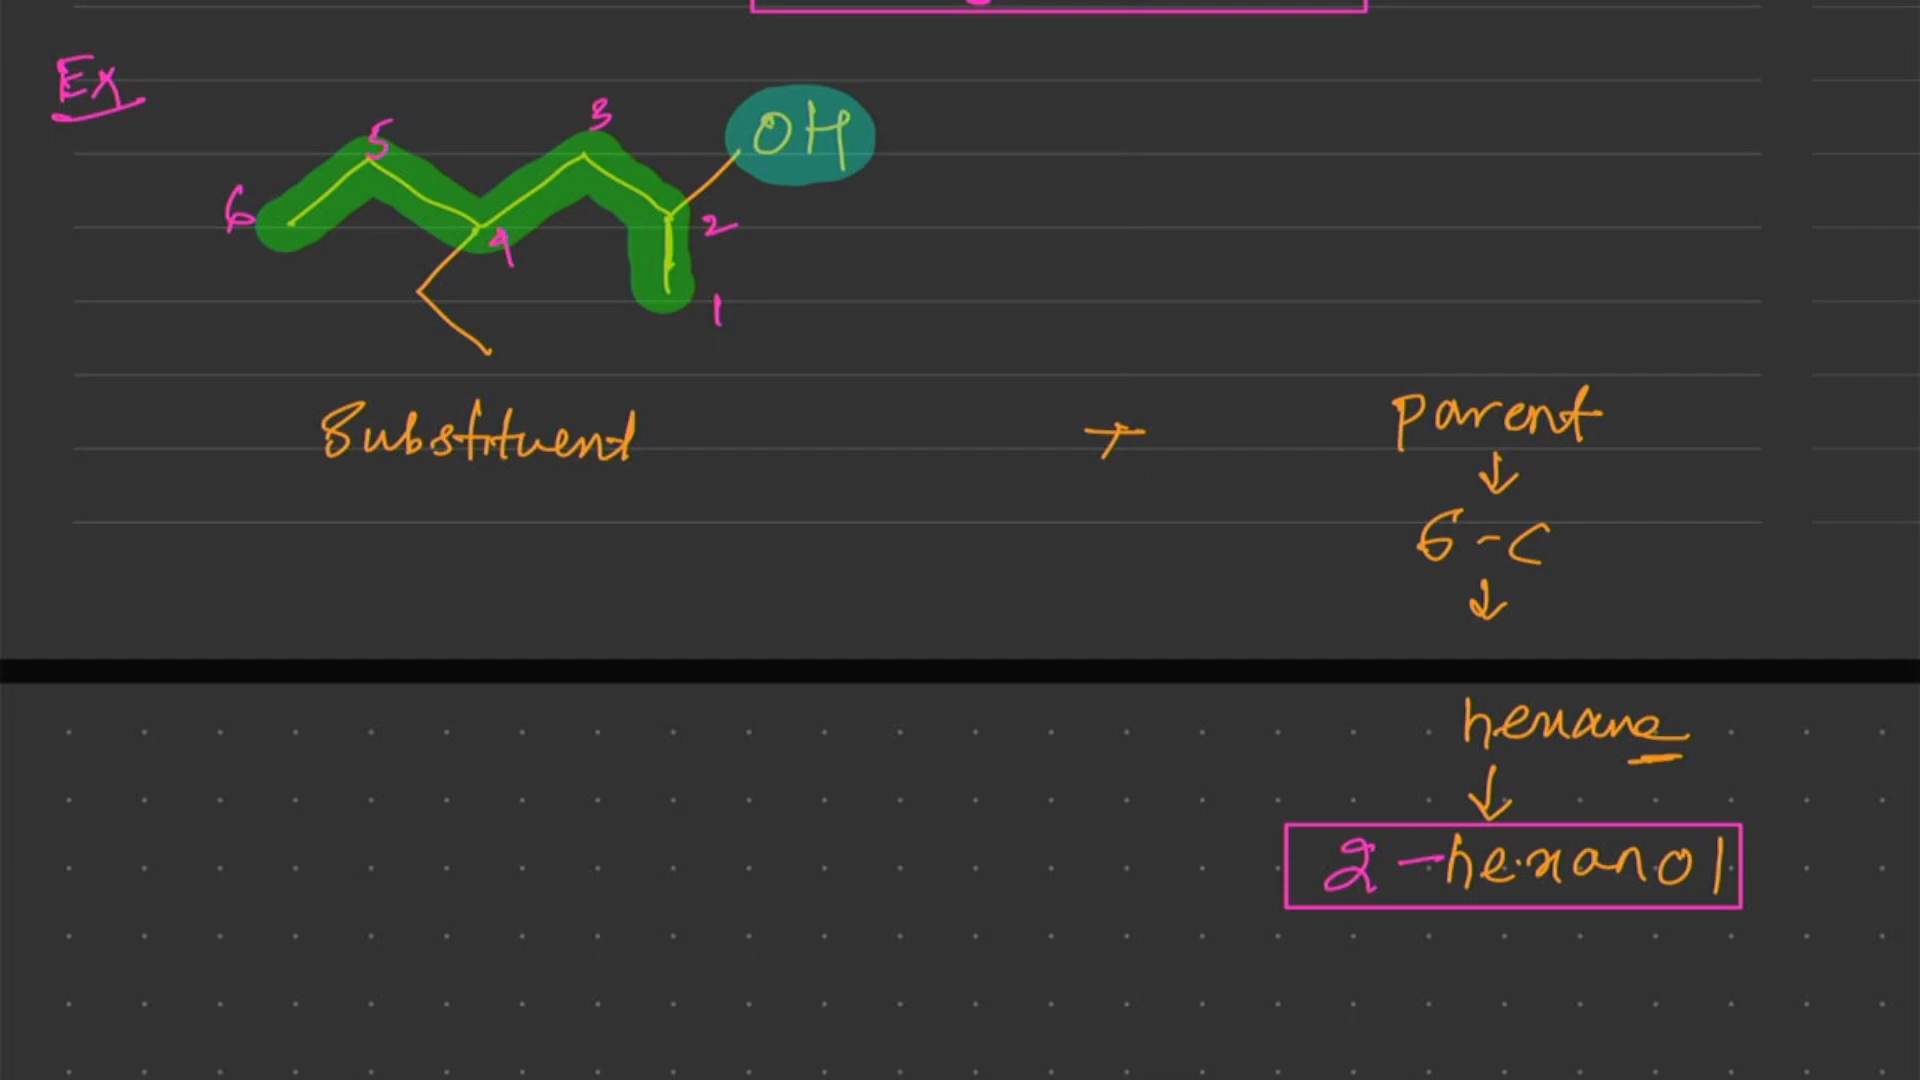 Ex
OH
6 5 4 3 2 1
Substituent + parent
↓
6-C
↓
hexane
↓
2-hexanol